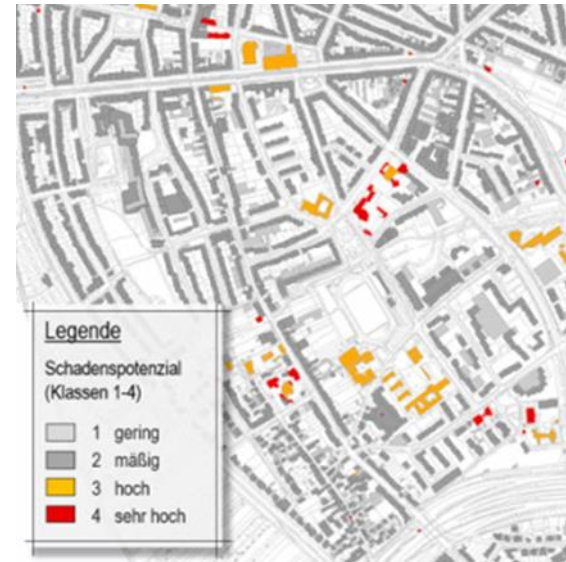 Legende
Schadenspotenzial
(Klassen 1-4)
1 gering
2 mäßig
3 hoch
4 sehr hoch